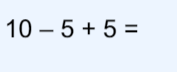 10 – 5 + 5 =